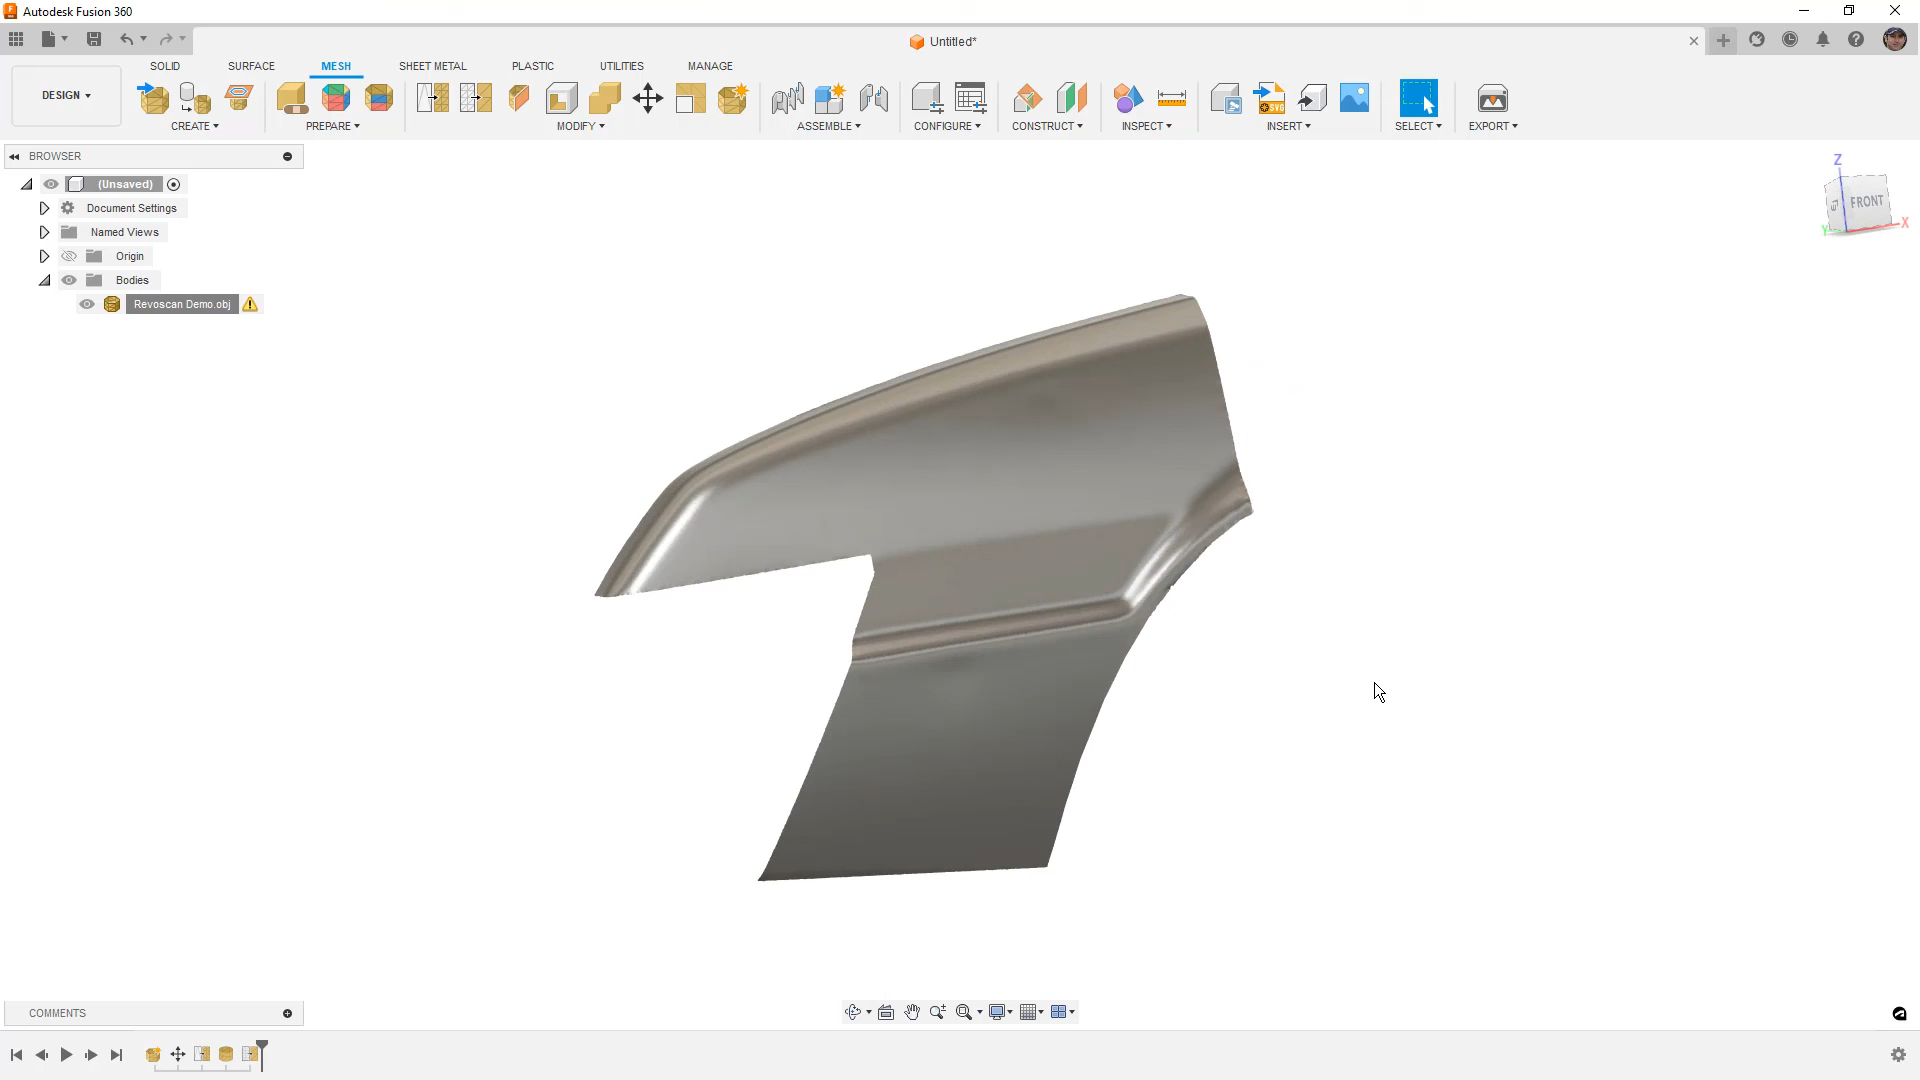 Autodesk Fusion 360
Untitled*
DESIGN
SOLID
SURFACE
MESH
SHEET METAL
PLASTIC
UTILITIES
MANAGE
CREATE
PREPARE
MODIFY
ASSEMBLE
CONFIGURE
CONSTRUCT
INSPECT
INSERT
SELECT
EXPORT
SVG
BROWSER
(Unsaved)
Document Settings
Named Views
Origin
Bodies
Revoscan Demo.obj
Z
FRONT
X
Y
COMMENTS